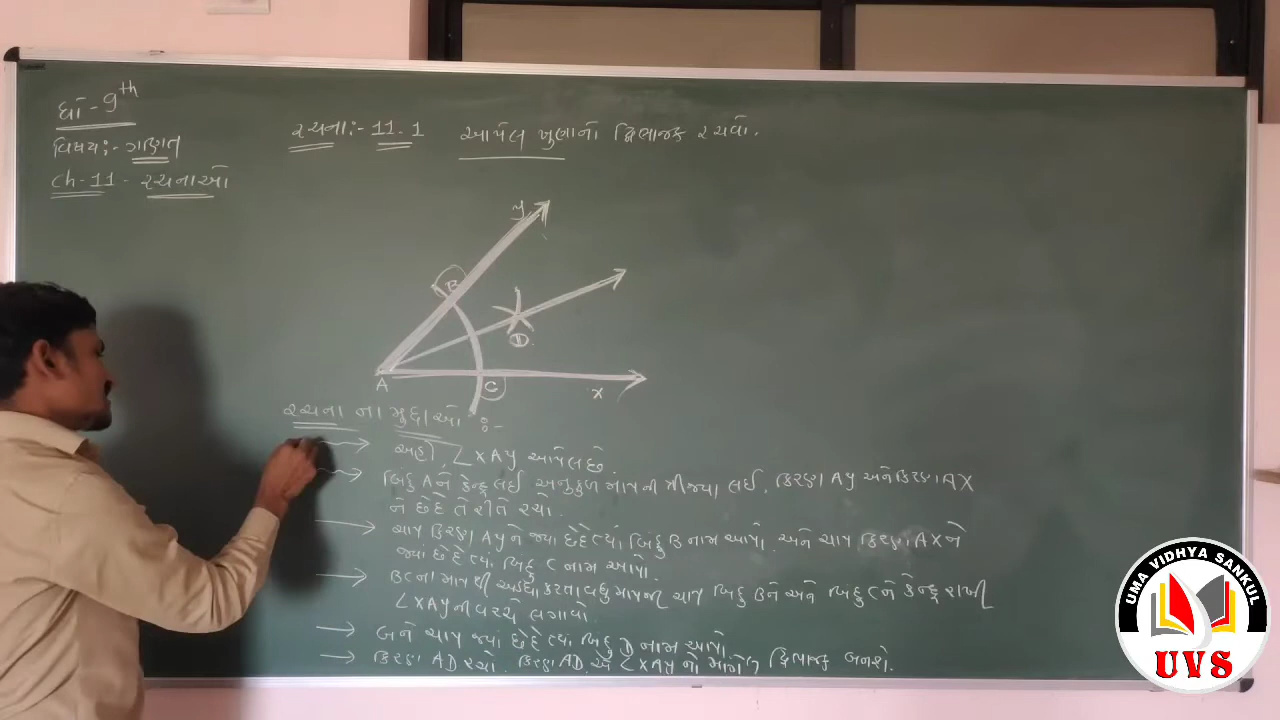 ધો - 9th
વિષય:- ગણિત
Ch-11- રચનાઓ
રચના:- 11.1 આપેલ ખુણાનો દ્વિભાજક રચવો.
y
B
D
A
C
x
રચના ના મુદ્દાઓ :-
→ અહીં, ∠XAY આપેલ છે.
→ બિંદુ A ને કેન્દ્ર લઈ અનુકુળ માપની ત્રીજ્યા લઈ, કિરણ AY અને કિરણ AX
ને છેદે તે રીતે રચો.
→ ચાપ કિરણ AY ને જ્યાં છેદે ત્યાં બિંદુ B નામ આપો. અને ચાપ કિરણ AX ને
જ્યાં છેદે ત્યાં બિંદુ C નામ આપો.
→ BC ના માપથી અડધા કરતા વધુ માપની ચાપ બિંદુ B ને અને બિંદુ C ને કેન્દ્ર રાખી
∠XAY ની વચ્ચે લગાવો
→ બંને ચાપ જ્યાં છેદે ત્યાં બિંદુ D નામ આપો.
→ કિરણ AD રચો. કિરણ AD એ ∠XAY નો માંગેલ દ્વિભાજક બનશે.
UMA VIDHYA SANKUL
UVS